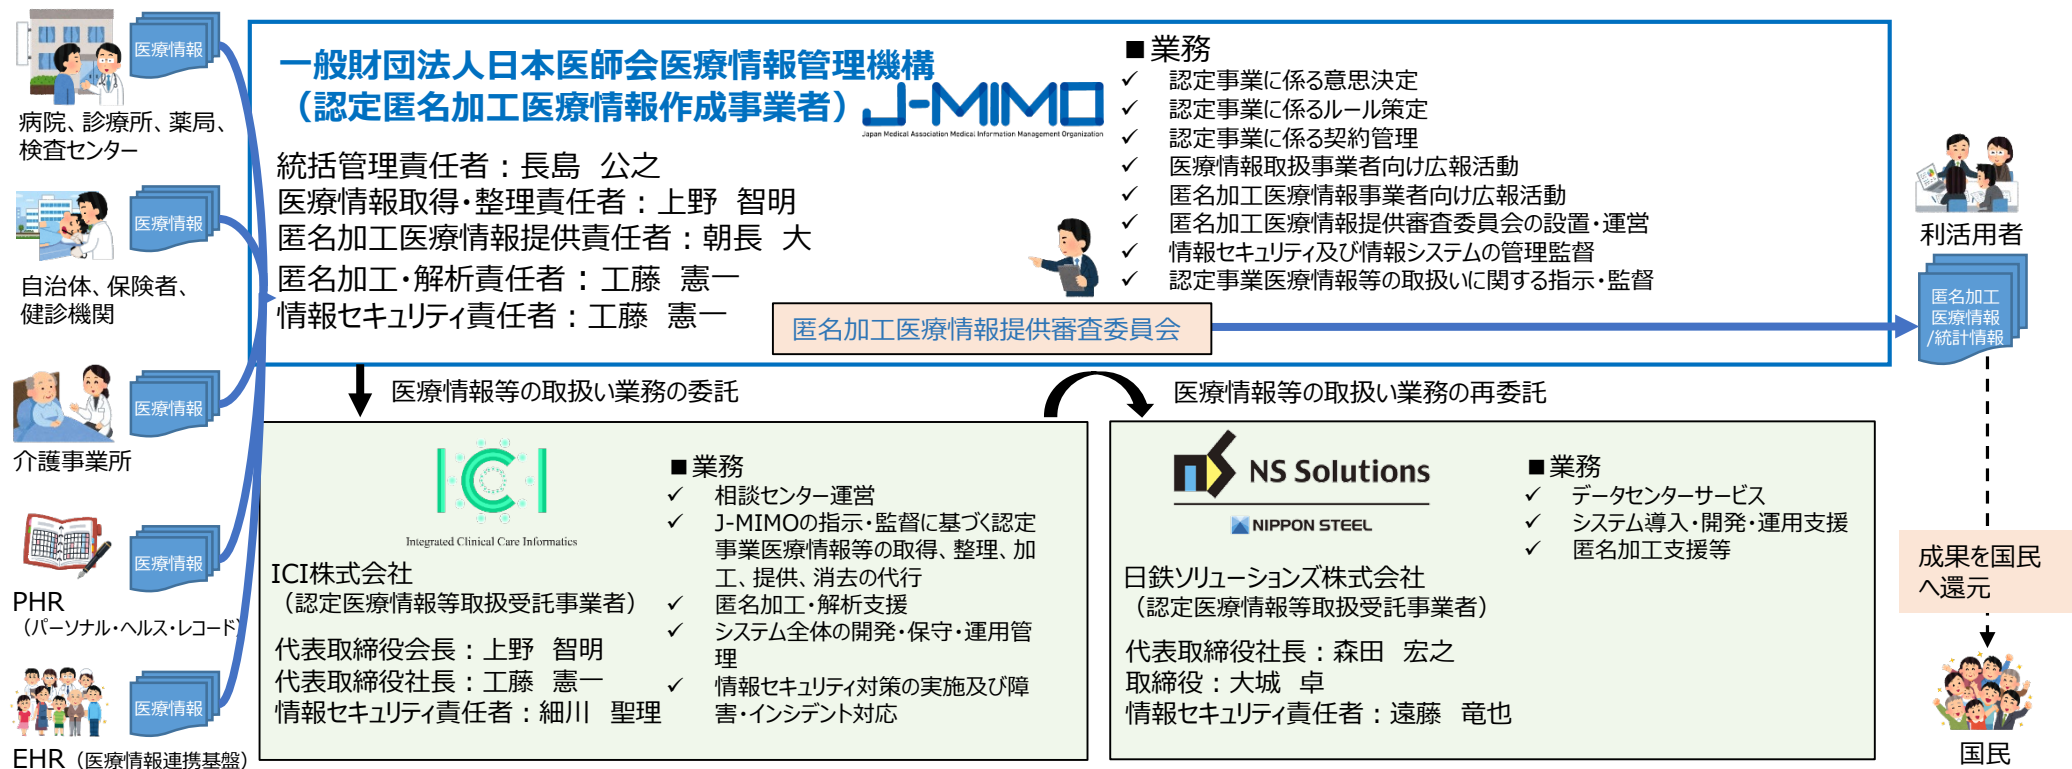 医療情報
病院、診療所、薬局、
検査センター
医療情報
自治体、保険者、
健診機関
医療情報
介護事業所
医療情報
PHR
（パーソナル・ヘルス・レコード）
医療情報
EHR（医療情報連携基盤）
一般財団法人日本医師会医療情報管理機構
（認定匿名加工医療情報作成事業者）
J-MIMO
Japan Medical Association Medical Information Management Organization
統括管理責任者：長島　公之
医療情報取得・整理責任者：上野　智明
匿名加工医療情報提供責任者：朝長　大
匿名加工・解析責任者：工藤　憲一
情報セキュリティ責任者：工藤　憲一
■業務
✓ 認定事業に係る意思決定
✓ 認定事業に係るルール策定
✓ 認定事業に係る契約管理
✓ 医療情報取扱事業者向け広報活動
✓ 匿名加工医療情報事業者向け広報活動
✓ 匿名加工医療情報提供審査委員会の設置・運営
✓ 情報セキュリティ及び情報システムの管理監督
✓ 認定事業医療情報等の取扱いに関する指示・監督
匿名加工医療情報提供審査委員会
医療情報等の取扱い業務の委託
医療情報等の取扱い業務の再委託
ICI
Integrated Clinical Care Informatics
ICI株式会社
（認定医療情報等取扱受託事業者）
代表取締役会長：上野　智明
代表取締役社長：工藤　憲一
情報セキュリティ責任者：細川　聖理
■業務
✓ 相談センター運営
✓ J-MIMOの指示・監督に基づく認定
事業医療情報等の取得、整理、加
工、提供、消去の代行
✓ 匿名加工・解析支援
✓ システム全体の開発・保守・運用管
理
✓ 情報セキュリティ対策の実施及び障
害・インシデント対応
NS Solutions
NIPPON STEEL
日鉄ソリューションズ株式会社
（認定医療情報等取扱受託事業者）
代表取締役社長：森田　宏之
取締役：大城　卓
情報セキュリティ責任者：遠藤　竜也
■業務
✓ データセンターサービス
✓ システム導入・開発・運用支援
✓ 匿名加工支援等
利活用者
匿名加工
医療情報
/統計情報
成果を国民
へ還元
国民